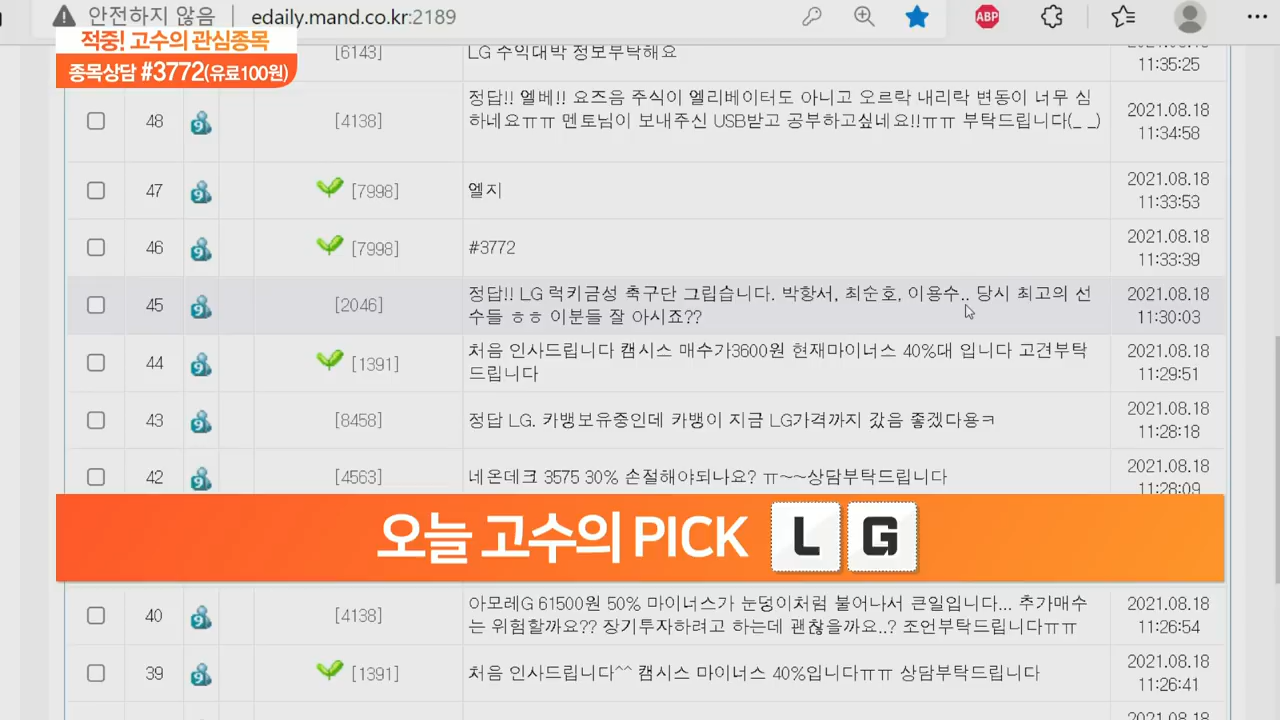 안전하지 않음 | edaily.mand.co.kr:2189
ABP
적중! 고수의 관심종목
종목상담 #3772(유료100원)
[6143]
LG 수익대박 정보부탁해요
11:35:25
48
[4138]
정답!! 엘베!! 요즈음 주식이 엘리베이터도 아니고 오르락 내리락 변동이 너무 심
하네요ㅠㅠ 멘토님이 보내주신 USB받고 공부하고싶네요!!ㅠㅠ 부탁드립니다(_ _)
2021.08.18
11:34:58
47
[7998]
엘지
2021.08.18
11:33:53
46
[7998]
#3772
2021.08.18
11:33:39
45
[2046]
정답!! LG 럭키금성 축구단 그립습니다. 박항서, 최순호, 이용수.. 당시 최고의 선
수들 ㅎㅎ 이분들 잘 아시죠??
2021.08.18
11:30:03
44
[1391]
처음 인사드립니다 캠시스 매수가3600원 현재마이너스 40%대 입니다 고견부탁
드립니다
2021.08.18
11:29:51
43
[8458]
정답 LG. 카뱅보유중인데 카뱅이 지금 LG가격까지 갔음 좋겠다용ㅋ
2021.08.18
11:28:18
42
[4563]
네온데크 3575 30% 손절해야되나요? ㅠ~~상담부탁드립니다
2021.08.18
11:28:09
오늘 고수의 PICK L G
40
[4138]
아모레G 61500원 50% 마이너스가 눈덩이처럼 불어나서 큰일입니다... 추가매수
는 위험할까요?? 장기투자하려고 하는데 괜찮을까요..? 조언부탁드립니다ㅠㅠ
2021.08.18
11:26:54
39
[1391]
처음 인사드립니다^^ 캠시스 마이너스 40%입니다ㅠㅠ 상담부탁드립니다
2021.08.18
11:26:41